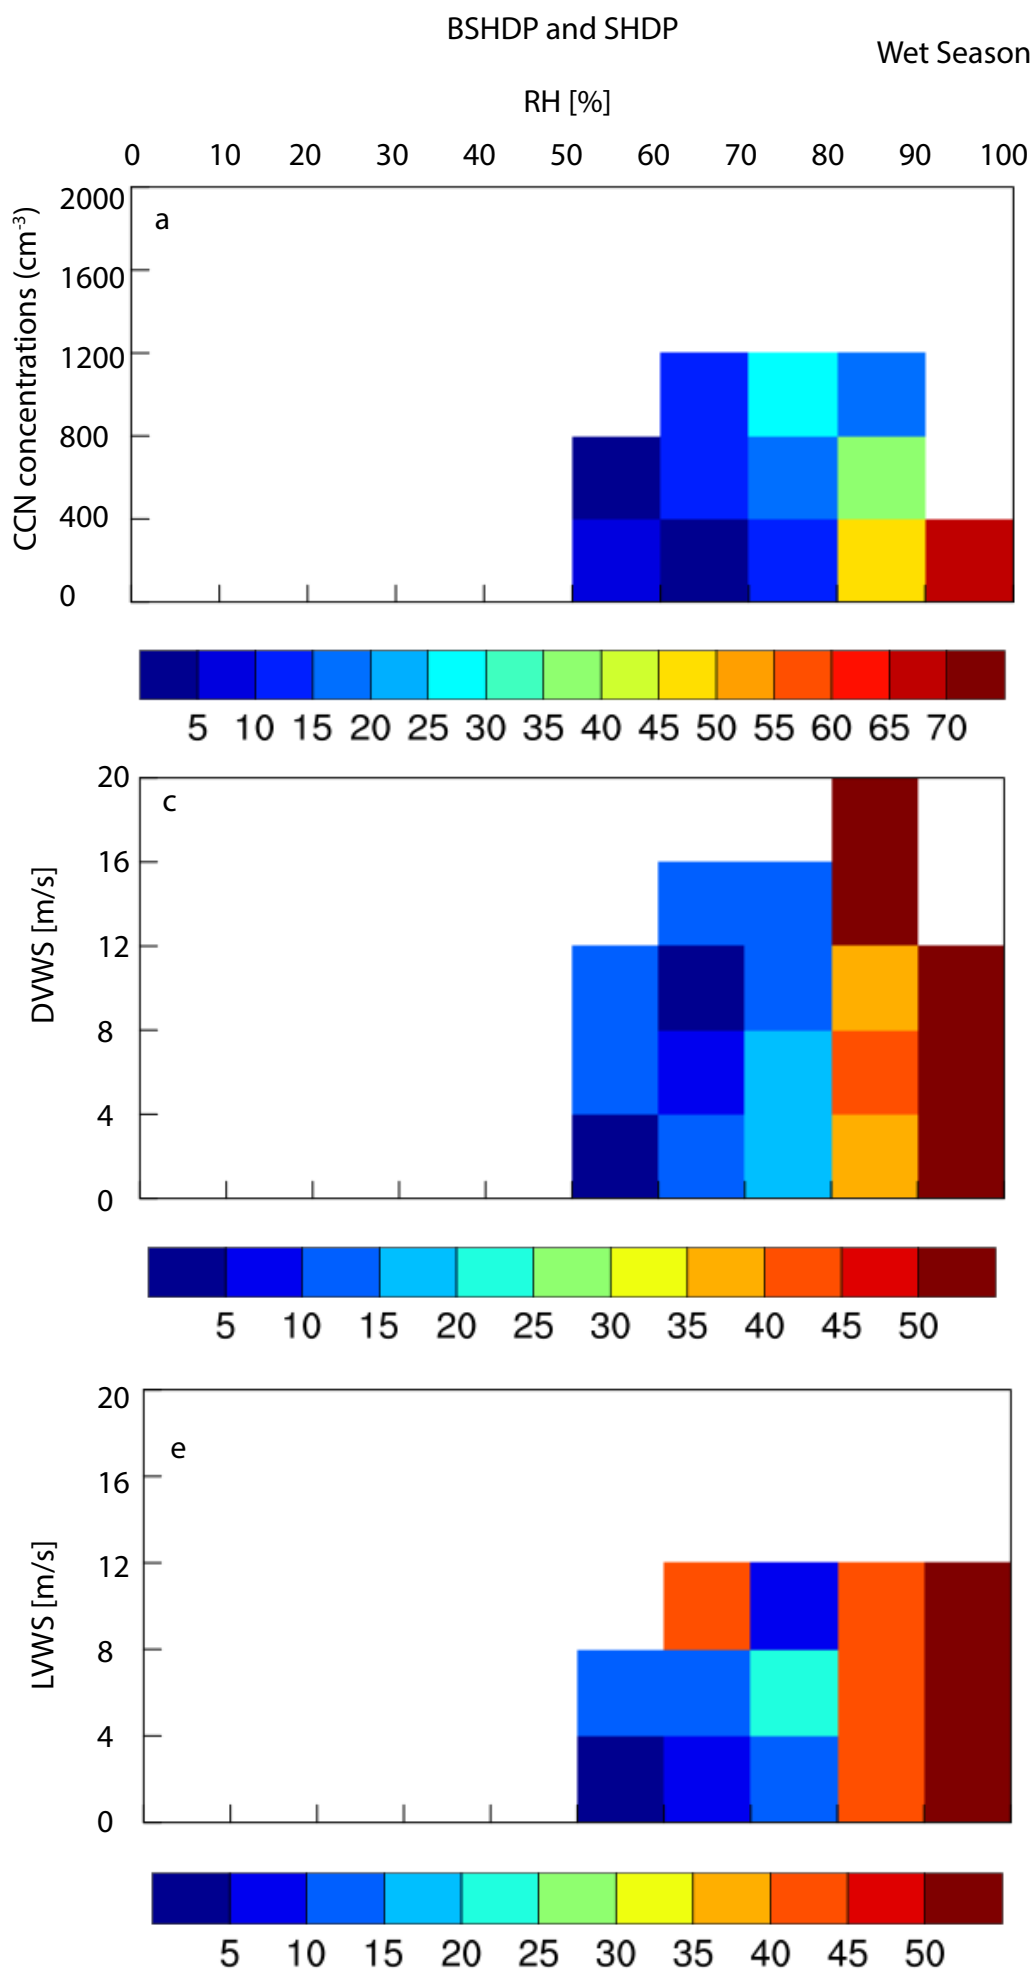 BSHDP and SHDP
Wet Season
RH [%]
0 10 20 30 40 50 60 70 80 90 100
CCN concentrations (cm⁻³)
2000
a
1600
1200
800
400
0
5 10 15 20 25 30 35 40 45 50 55 60 65 70
DVWS [m/s]
20
c
16
12
8
4
0
5 10 15 20 25 30 35 40 45 50
LVWS [m/s]
20
e
16
12
8
4
0
5 10 15 20 25 30 35 40 45 50